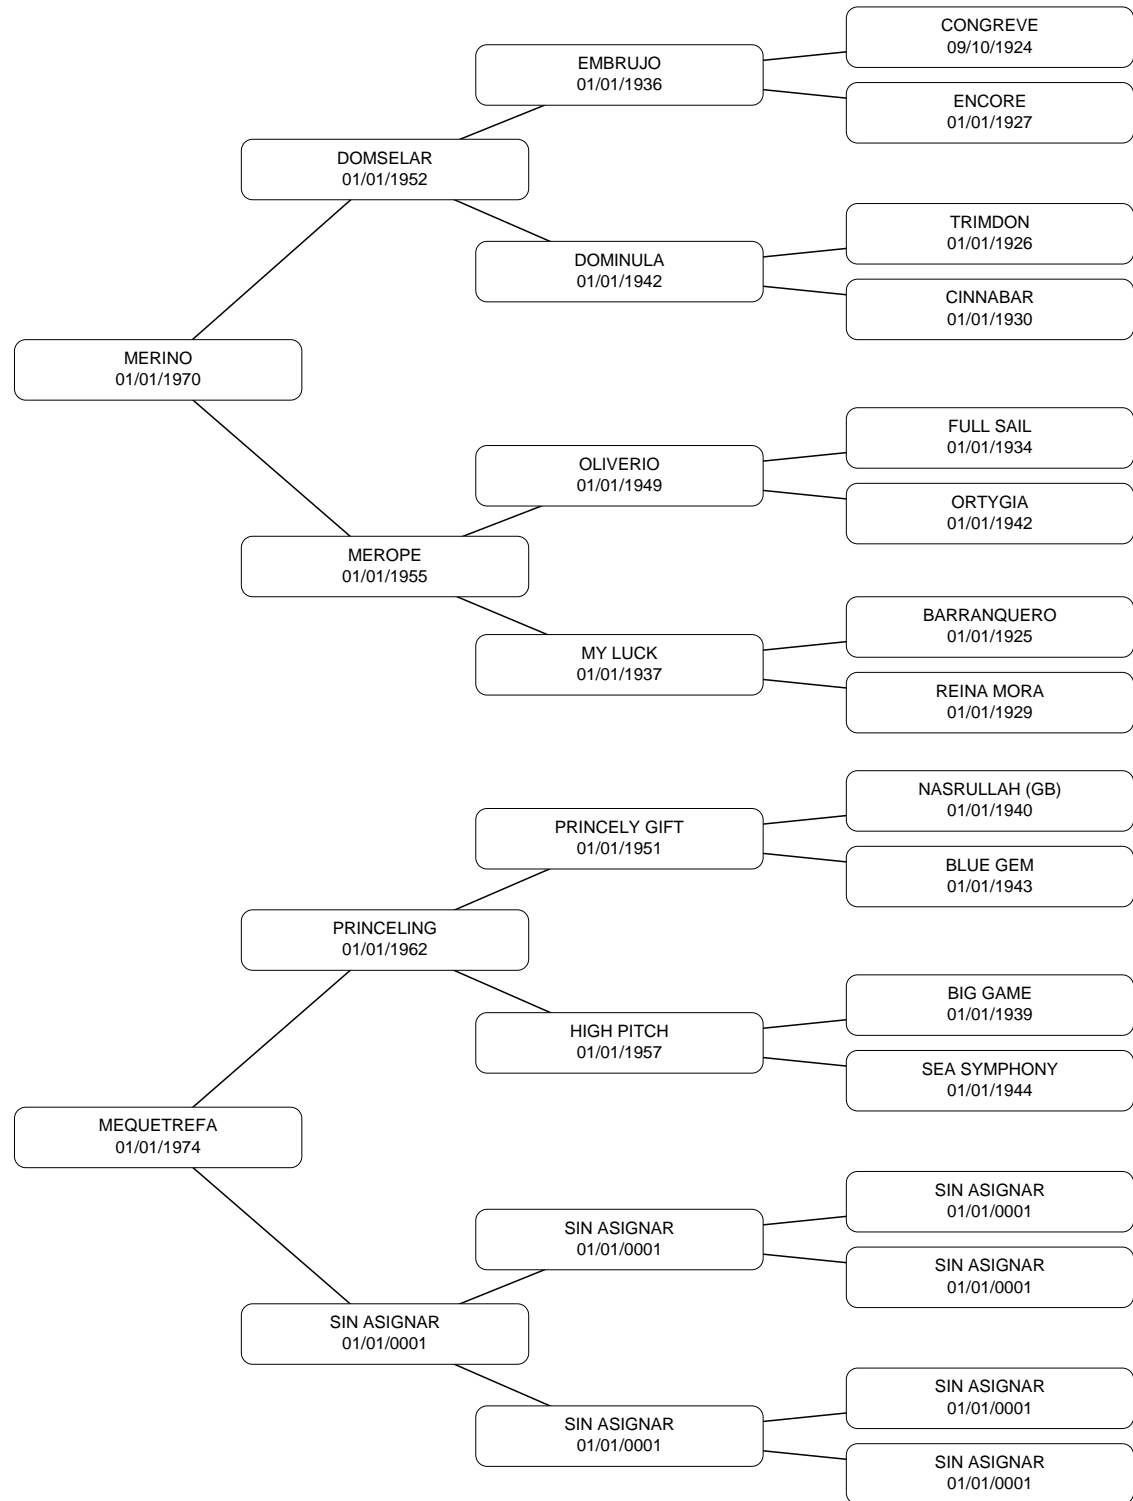 CONGREVE
09/10/1924
EMBRUJO
01/01/1936
ENCORE
01/01/1927
DOMSELAR
01/01/1952
TRIMDON
01/01/1926
DOMINULA
01/01/1942
CINNABAR
01/01/1930
MERINO
01/01/1970
FULL SAIL
01/01/1934
OLIVERIO
01/01/1949
ORTYGIA
01/01/1942
MEROPE
01/01/1955
BARRANQUERO
01/01/1925
MY LUCK
01/01/1937
REINA MORA
01/01/1929
NASRULLAH (GB)
01/01/1940
PRINCELY GIFT
01/01/1951
BLUE GEM
01/01/1943
PRINCELING
01/01/1962
BIG GAME
01/01/1939
HIGH PITCH
01/01/1957
SEA SYMPHONY
01/01/1944
MEQUETREFA
01/01/1974
SIN ASIGNAR
01/01/0001
SIN ASIGNAR
01/01/0001
SIN ASIGNAR
01/01/0001
SIN ASIGNAR
01/01/0001
SIN ASIGNAR
01/01/0001
SIN ASIGNAR
01/01/0001
SIN ASIGNAR
01/01/0001